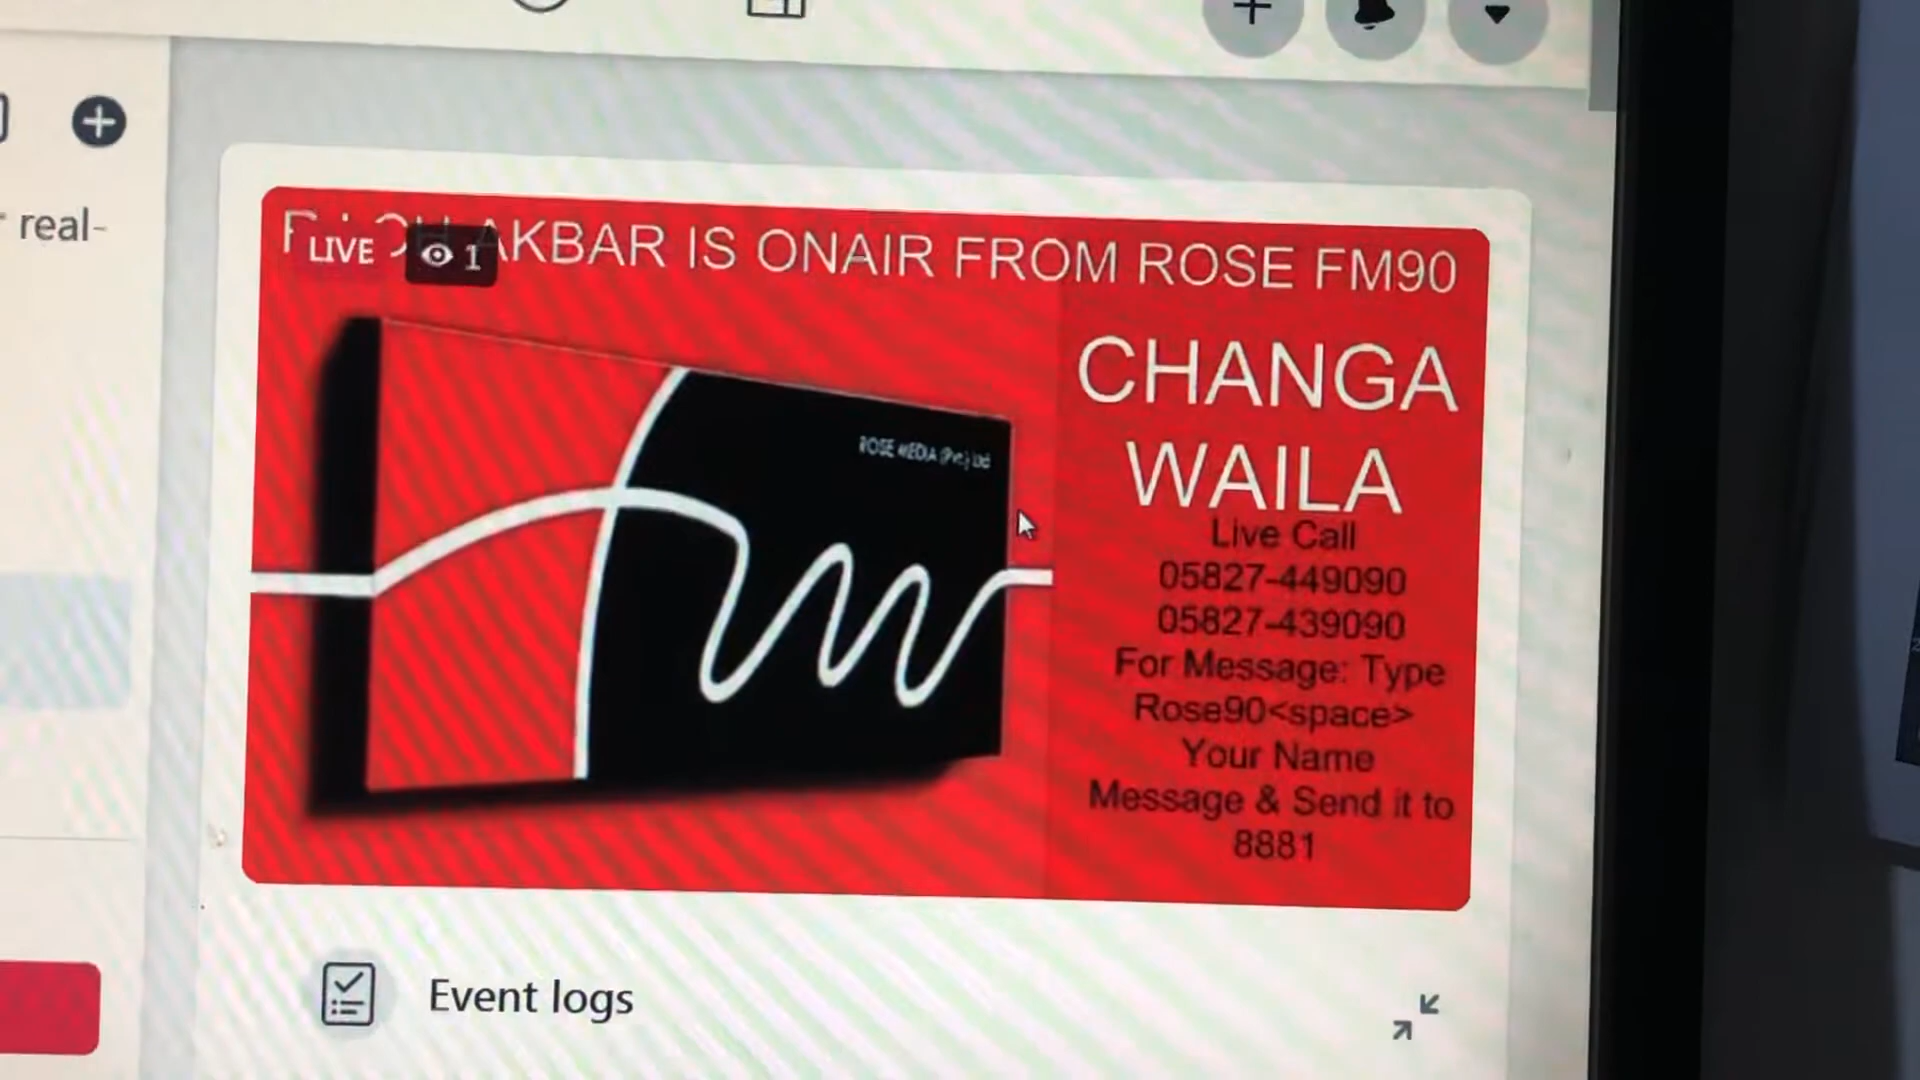 real-
AKBAR IS ONAIR FROM ROSE FM90
LIVE
1
CHANGA
WAILA
ROSE MEDIA (Pvt.) Ltd
Live Call
05827-449090
05827-439090
For Message: Type
Rose90<space>
Your Name
Message & Send it to
8881
Event logs